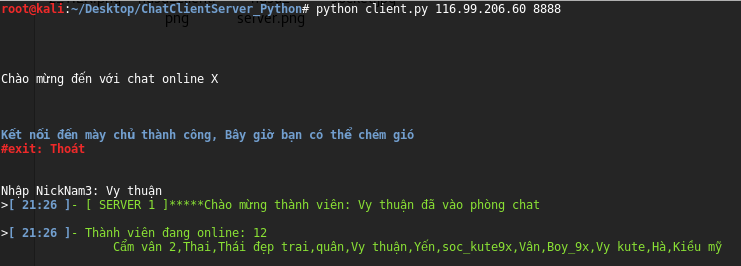 root@kali:~/Desktop/ChatClientServer_Python# python client.py 116.99.206.60 8888
png server.png
Chào mừng đến với chat online X
Kết nối đến mày chủ thành công, Bây giờ bạn có thể chém gió
#exit: Thoát
Nhập NickNam3: Vy thuận
>[ 21:26 ]- [ SERVER 1 ]*****Chào mừng thành viên: Vy thuận đã vào phòng chat
>[ 21:26 ]- Thành viên đang online: 12
Cẩm vân 2,Thai,Thái đẹp trai,quân,Vy thuận,Yến,soc_kute9x,Vân,Boy_9x,Vy kute,Hà,Kiều mỹ